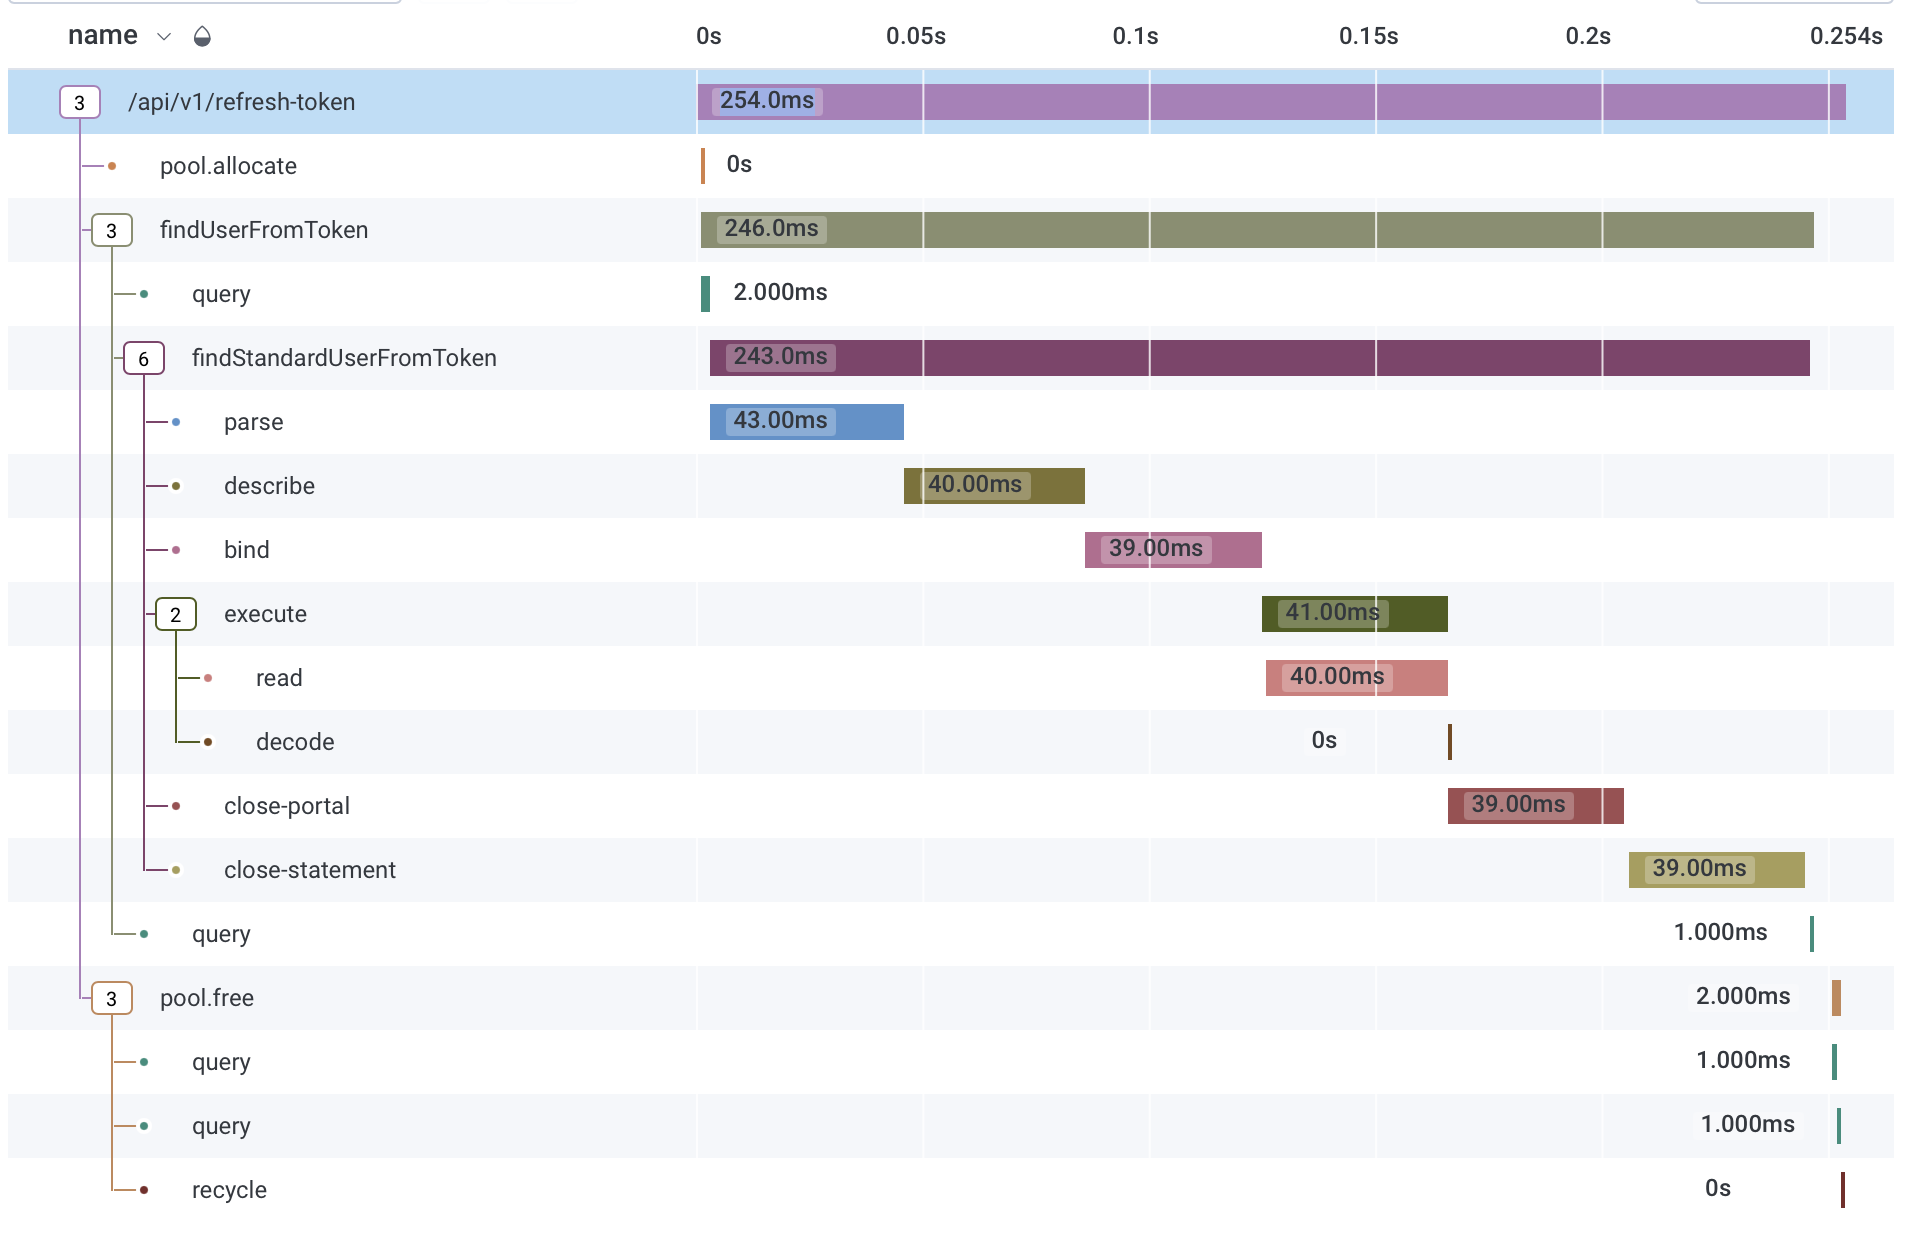 name 0s 0.05s 0.1s 0.15s 0.2s 0.254s
3 /api/v1/refresh-token 254.0ms
pool.allocate 0s
3 findUserFromToken 246.0ms
query 2.000ms
6 findStandardUserFromToken 243.0ms
parse 43.00ms
describe 40.00ms
bind 39.00ms
2 execute 41.00ms
read 40.00ms
decode 0s
close-portal 39.00ms
close-statement 39.00ms
query 1.000ms
3 pool.free 2.000ms
query 1.000ms
query 1.000ms
recycle 0s